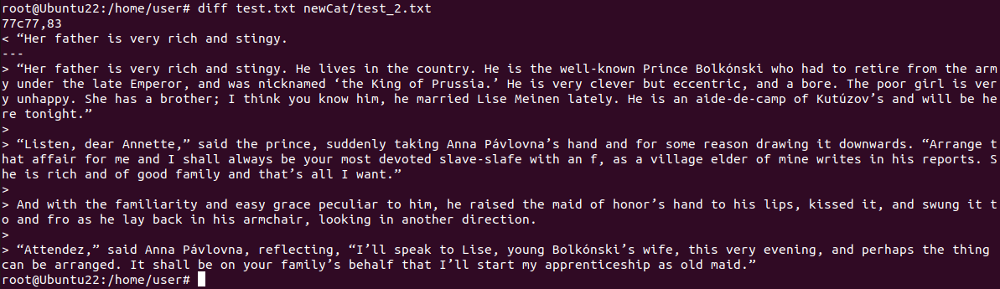 root@Ubuntu22:/home/user# diff test.txt newCat/test_2.txt
77c77,83
< “Her father is very rich and stingy.
---
> “Her father is very rich and stingy. He lives in the country. He is the well-known Prince Bolkónski who had to retire from the arm
y under the late Emperor, and was nicknamed ‘the King of Prussia.’ He is very clever but eccentric, and a bore. The poor girl is ver
y unhappy. She has a brother; I think you know him, he married Lise Meinen lately. He is an aide-de-camp of Kutúzov’s and will be he
re tonight.”
>
> “Listen, dear Annette,” said the prince, suddenly taking Anna Pávlovna’s hand and for some reason drawing it downwards. “Arrange t
hat affair for me and I shall always be your most devoted slave-slafe with an f, as a village elder of mine writes in his reports. S
he is rich and of good family and that’s all I want.”
>
> And with the familiarity and easy grace peculiar to him, he raised the maid of honor’s hand to his lips, kissed it, and swung it t
o and fro as he lay back in his armchair, looking in another direction.
>
> “Attendez,” said Anna Pávlovna, reflecting, “I’ll speak to Lise, young Bolkónski’s wife, this very evening, and perhaps the thing
can be arranged. It shall be on your family’s behalf that I’ll start my apprenticeship as old maid.”
root@Ubuntu22:/home/user#